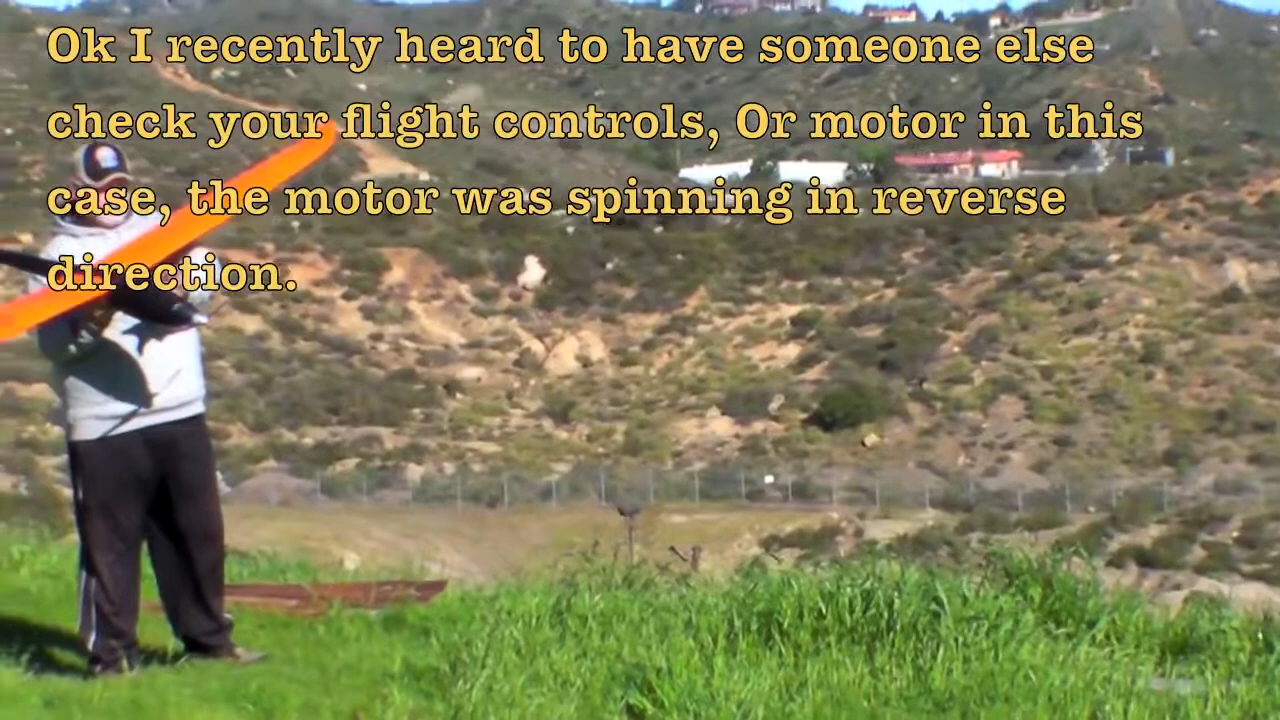 Ok I recently heard to have someone else
check your flight controls, Or motor in this
case, the motor was spinning in reverse
direction.